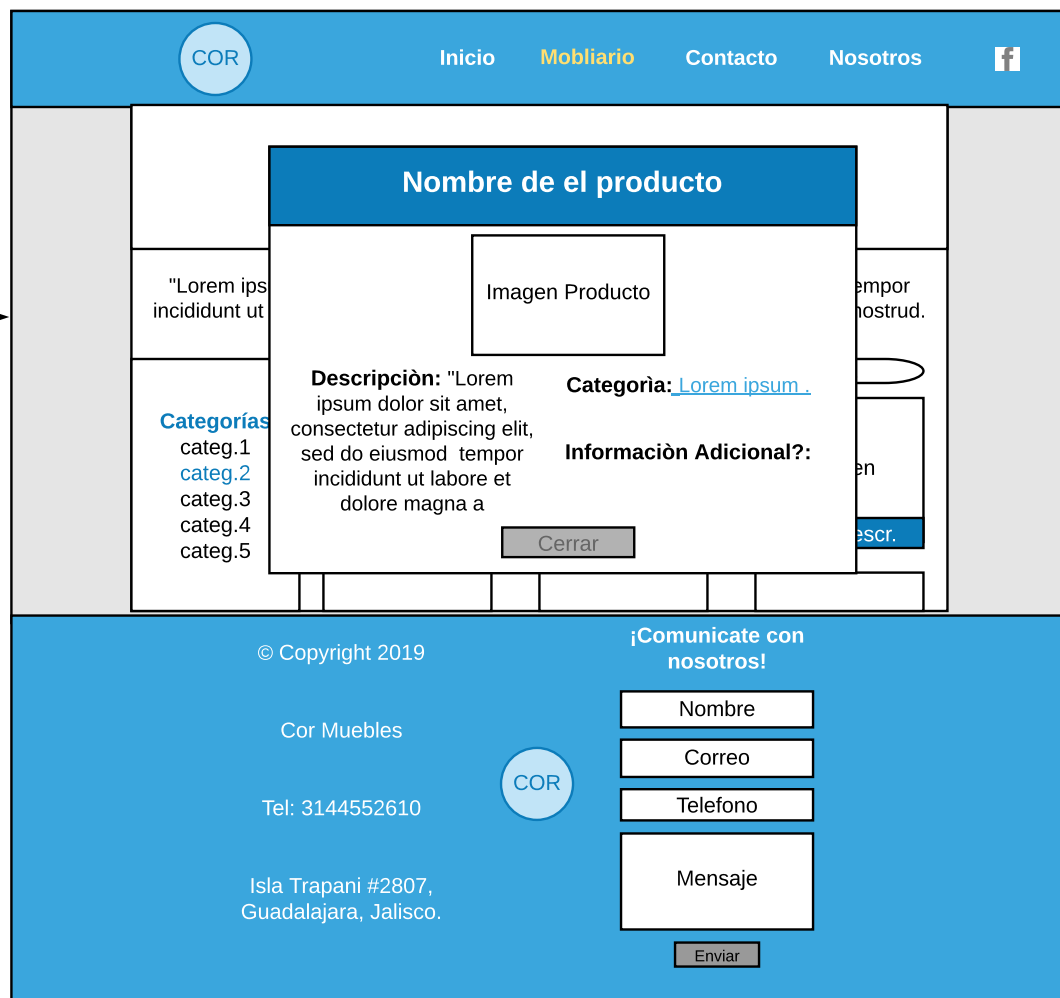 COR
Inicio
Mobliario
Contacto
Nosotros
f
Nombre de el producto
"Lorem ips
incididunt ut
empor
nostrud.
Imagen Producto
Descripciòn: "Lorem
ipsum dolor sit amet,
consectetur adipiscing elit,
sed do eiusmod  tempor
incididunt ut labore et
dolore magna a
Categorìa: Lorem ipsum .
Informaciòn Adicional?:
Cerrar
Categorías
categ.1
categ.2
categ.3
categ.4
categ.5
en
escr.
© Copyright 2019
Cor Muebles
Tel: 3144552610
Isla Trapani #2807,
Guadalajara, Jalisco.
COR
¡Comunicate con
nosotros!
Nombre
Correo
Telefono
Mensaje
Enviar